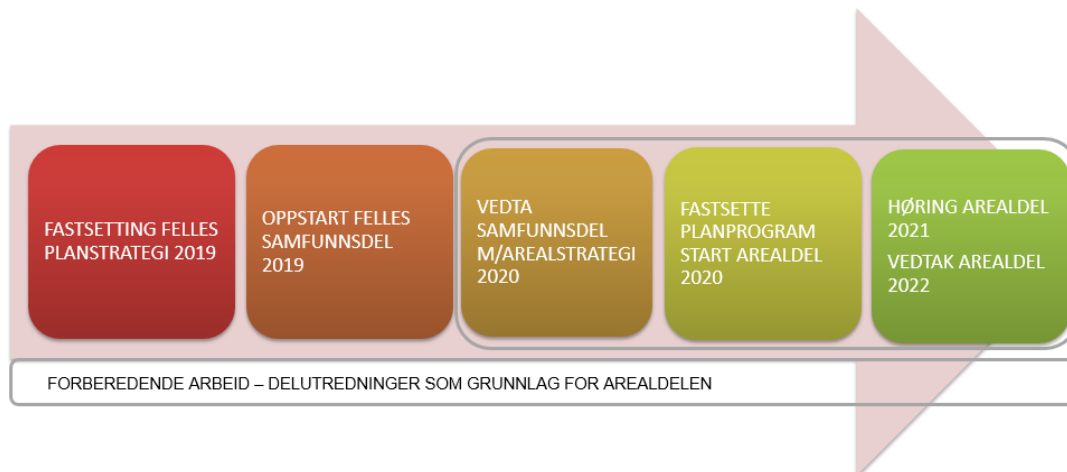 FASTSETTING FELLES
PLANSTRATEGI 2019
OPPSTART FELLES
SAMFUNNSDEL
2019
VEDTA
SAMFUNNSDEL
M/AREALSTRATEGI
2020
FASTSETTE
PLANPROGRAM
START AREALDEL
2020
HØRING AREALDEL
2021
VEDTAK AREALDEL
2022
FORBEREDENDE ARBEID – DELUTREDNINGER SOM GRUNNLAG FOR AREALDELEN